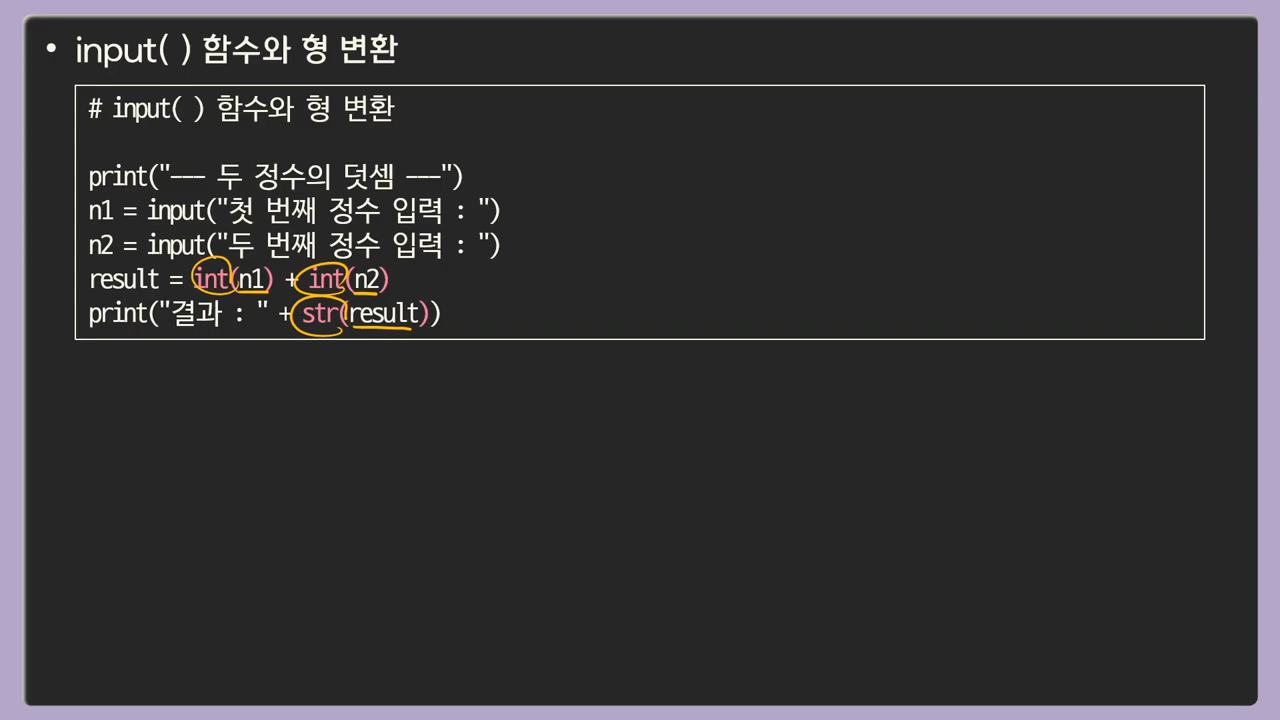 • input( ) 함수와 형 변환
# input( ) 함수와 형 변환
print("--- 두 정수의 덧셈 ---")
n1 = input("첫 번째 정수 입력 : ")
n2 = input("두 번째 정수 입력 : ")
result = int(n1) + int(n2)
print("결과 : " + str(result))